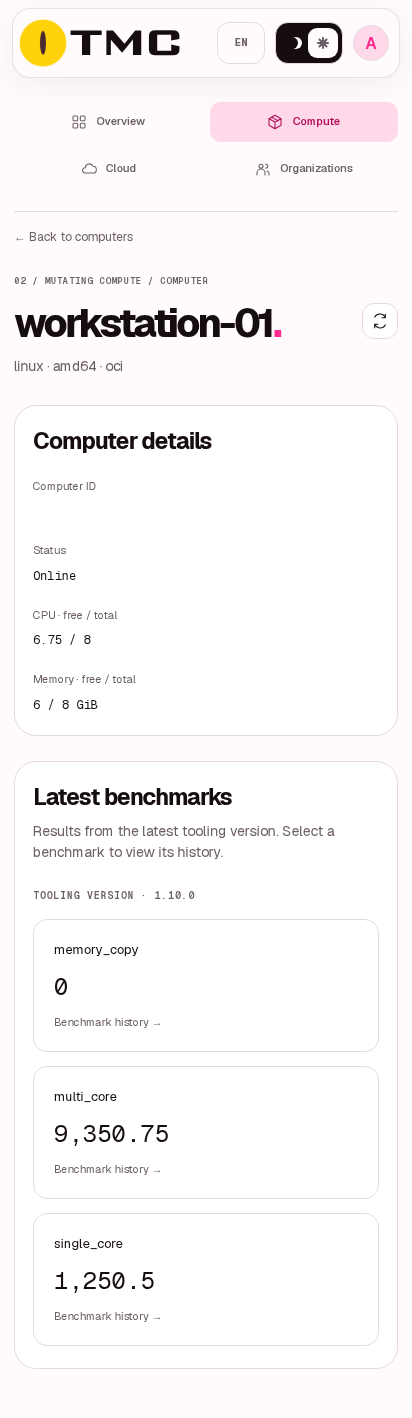 TMC
EN
A
Overview
Compute
Cloud
Organizations
← Back to computers
02 / MUTATING COMPUTE / COMPUTER
workstation-01.
linux · amd64 · oci
Computer details
Computer ID
Status
Online
CPU · free / total
6.75 / 8
Memory · free / total
6 / 8 GiB
Latest benchmarks
Results from the latest tooling version. Select a
benchmark to view its history.
TOOLING VERSION · 1.10.0
memory_copy
0
Benchmark history →
multi_core
9,350.75
Benchmark history →
single_core
1,250.5
Benchmark history →